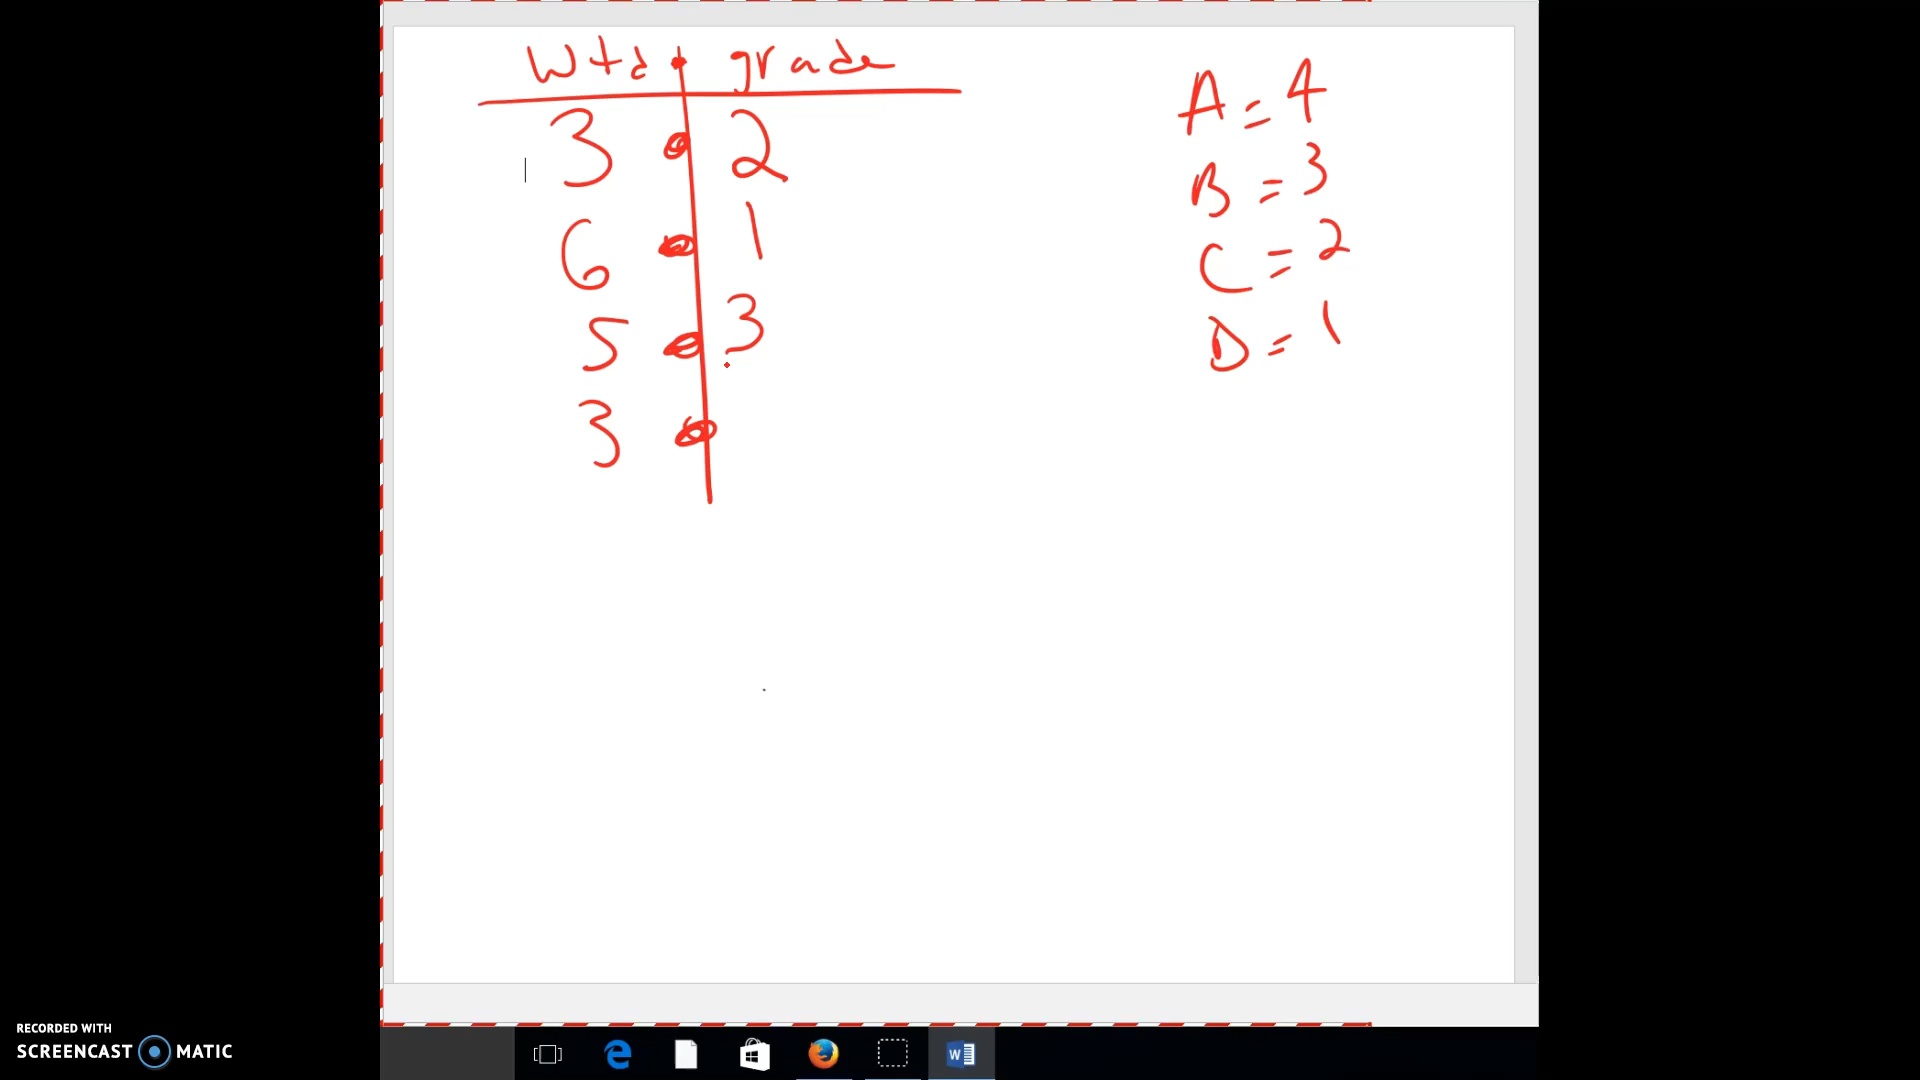 Wtd • grade
3 • 2
6 • 1
5 • 3
3 •
A = 4
B = 3
C = 2
D = 1
RECORDED WITH
SCREENCAST MATIC